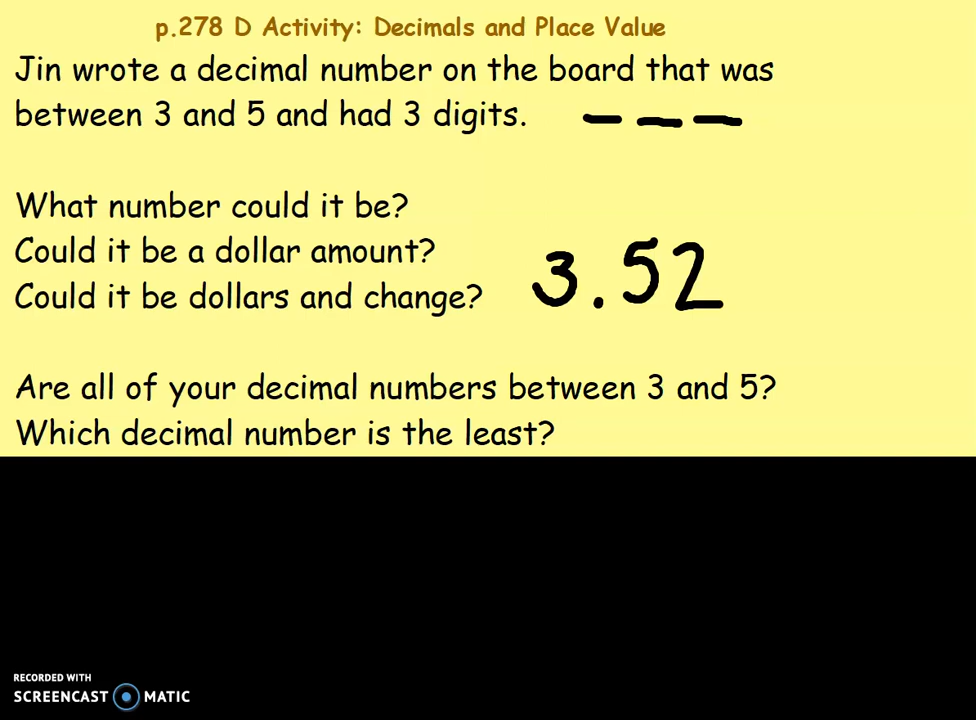 p.278 D Activity: Decimals and Place Value
Jin wrote a decimal number on the board that was
between 3 and 5 and had 3 digits. _ _ _
What number could it be?
Could it be a dollar amount?
Could it be dollars and change? 3.52
Are all of your decimal numbers between 3 and 5?
Which decimal number is the least?
RECORDED WITH
SCREENCAST MATIC